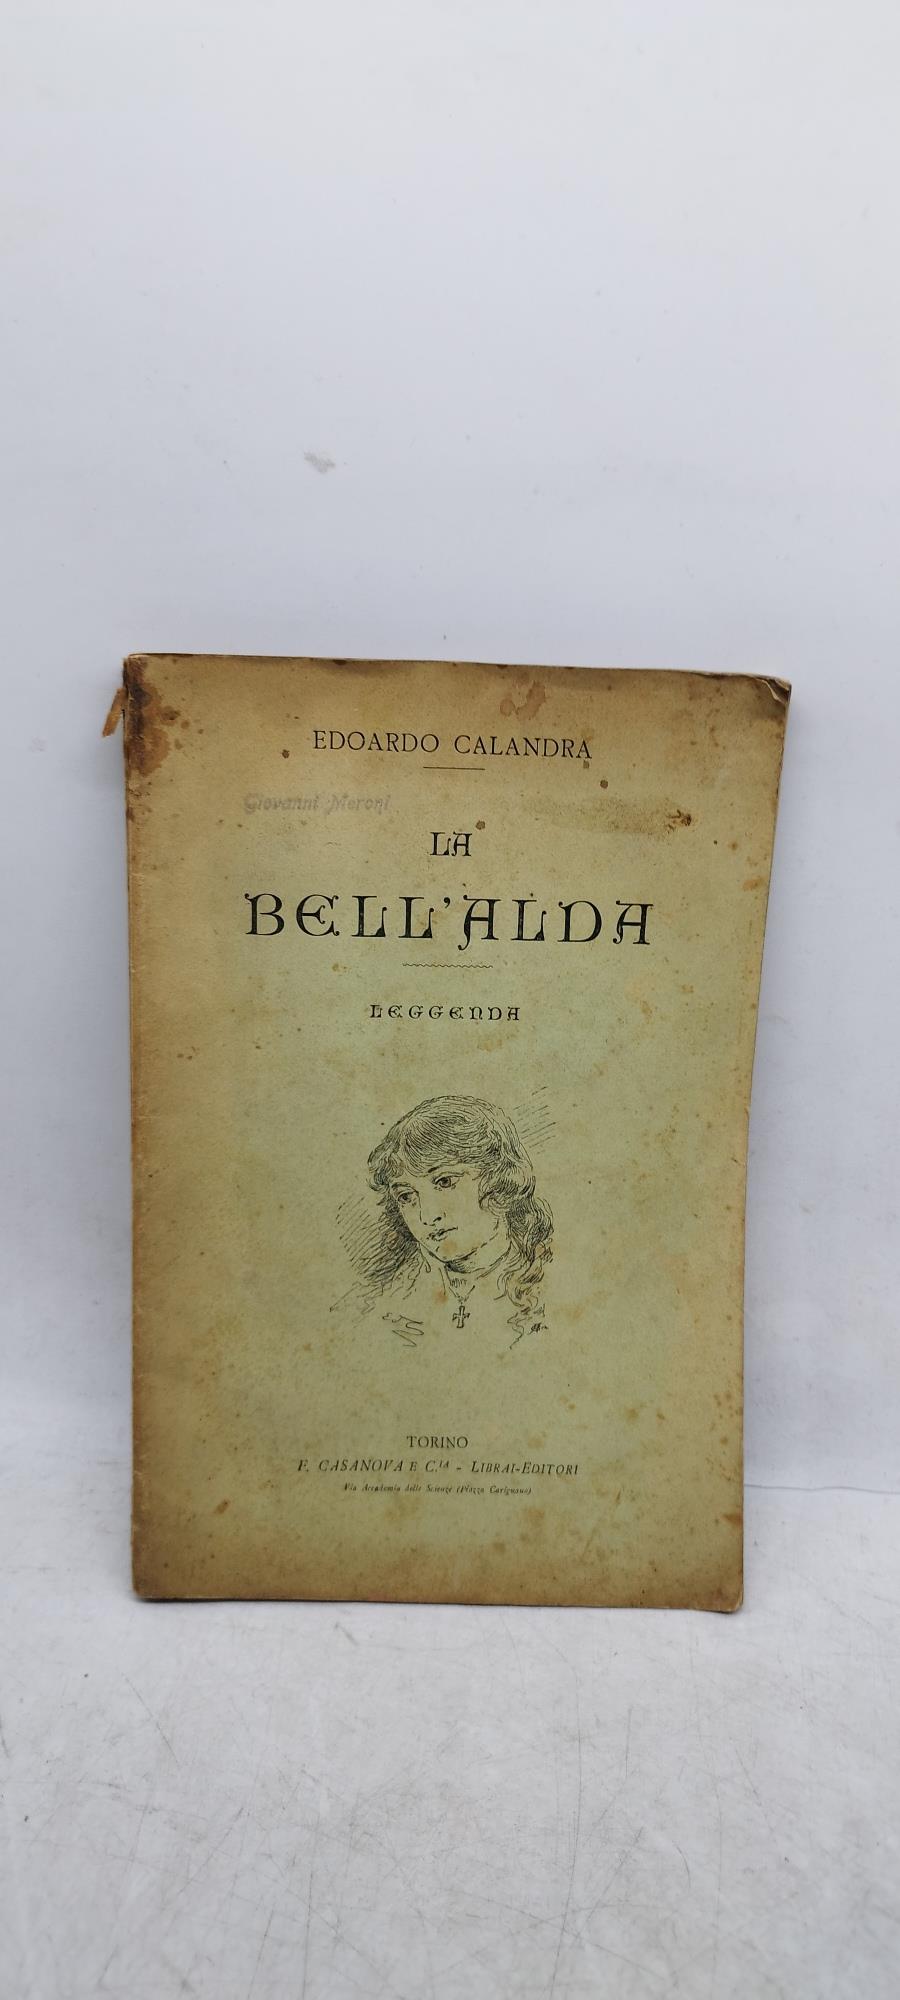 EDOARDO CALANDRA
Giovanni Meroni
LA
BELL'ALDA
LEGGENDA
TORINO
F. CASANOVA E C.IA - LIBRAI-EDITORI
Via Accademia delle Scienze (Piazza Carignano)